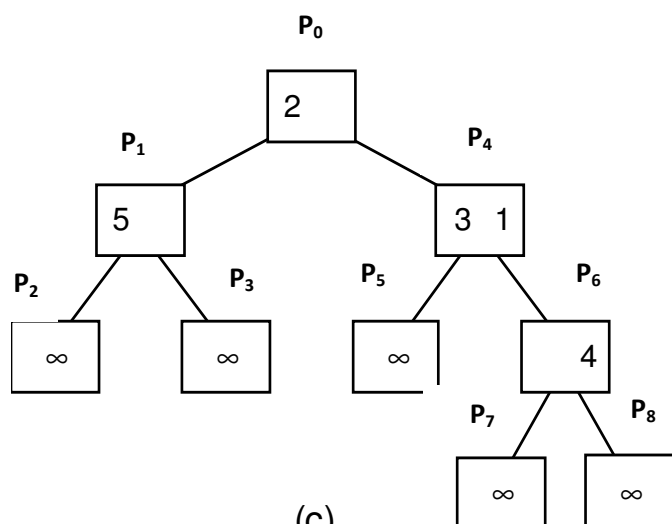 P₀
2
P₁ P₄
5 3 1
P₂ P₃ P₅ P₆
∞ ∞ ∞ 4
P₇ P₈
∞ ∞
(c)